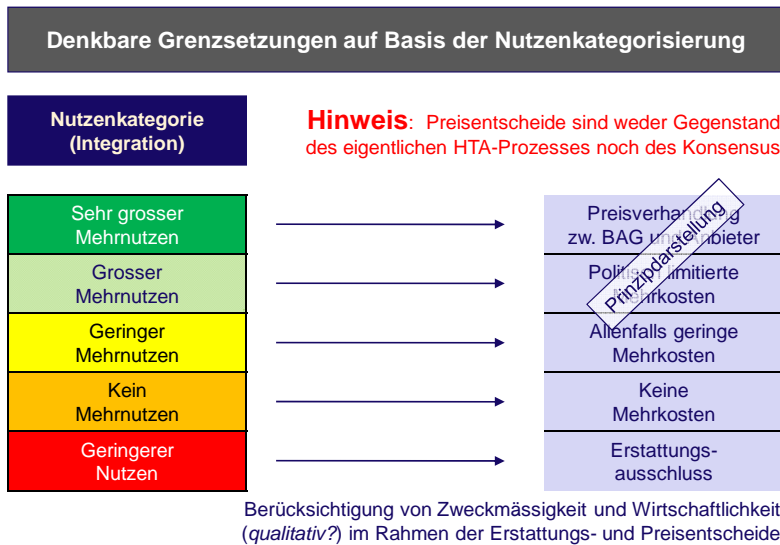 Denkbare Grenzsetzungen auf Basis der Nutzenkategorisierung
Nutzenkategorie
(Integration)
Hinweis: Preisentscheide sind weder Gegenstand
des eigentlichen HTA-Prozesses noch des Konsensus
Sehr grosser
Mehrnutzen
Preisverhandlung
zw. BAG und Anbieter
Prinzipdarstellung
Grosser
Mehrnutzen
Politisch limitierte
Mehrkosten
Geringer
Mehrnutzen
Allenfalls geringe
Mehrkosten
Kein
Mehrnutzen
Keine
Mehrkosten
Geringerer
Nutzen
Erstattungs-
ausschluss
Berücksichtigung von Zweckmässigkeit und Wirtschaftlichkeit
(qualitativ?) im Rahmen der Erstattungs- und Preisentscheide